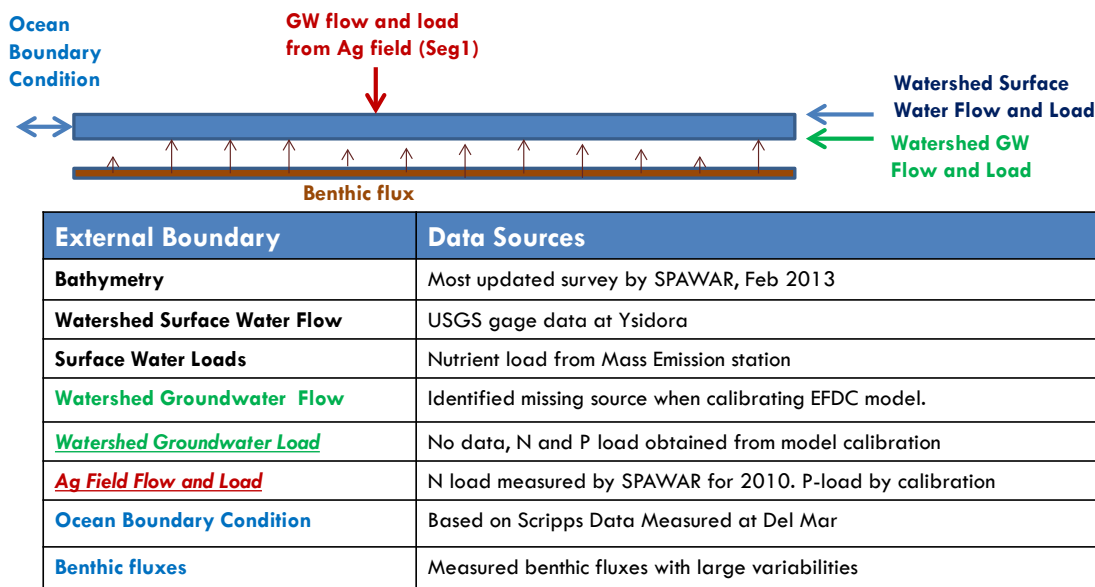 Ocean
Boundary
Condition
GW flow and load
from Ag field (Seg1)
Watershed Surface
Water Flow and Load
Watershed GW
Flow and Load
Benthic flux
External Boundary Data Sources
Bathymetry Most updated survey by SPAWAR, Feb 2013
Watershed Surface Water Flow USGS gage data at Ysidora
Surface Water Loads Nutrient load from Mass Emission station
Watershed Groundwater Flow Identified missing source when calibrating EFDC model.
Watershed Groundwater Load No data, N and P load obtained from model calibration
Ag Field Flow and Load N load measured by SPAWAR for 2010. P-load by calibration
Ocean Boundary Condition Based on Scripps Data Measured at Del Mar
Benthic fluxes Measured benthic fluxes with large variabilities